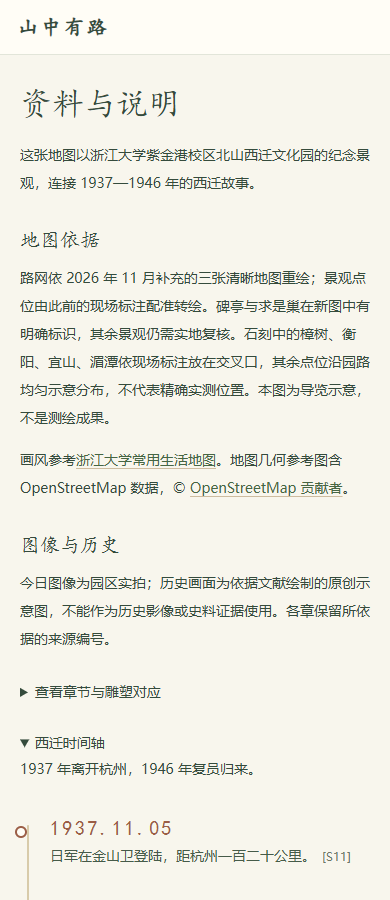 山中有路
资料与说明
这张地图以浙江大学紫金港校区北山西迁文化园的纪念景
观，连接 1937—1946 年的西迁故事。
地图依据
路网依 2026 年 11 月补充的三张清晰地图重绘；景观点
位由此前的现场标注配准转绘。碑亭与求是巢在新图中有
明确标识，其余景观仍需实地复核。石刻中的樟树、衡
阳、宜山、湄潭依现场标注放在交叉口，其余点位沿园路
均匀示意分布，不代表精确实测位置。本图为导览示意，
不是测绘成果。
画风参考浙江大学常用生活地图。地图几何参考图含
OpenStreetMap 数据，© OpenStreetMap 贡献者。
图像与历史
今日图像为园区实拍；历史画面为依据文献绘制的原创示
意图，不能作为历史影像或史料证据使用。各章保留所依
据的来源编号。
▶ 查看章节与雕塑对应
▼ 西迁时间轴
1937 年离开杭州，1946 年复员归来。
1937.11.05
日军在金山卫登陆，距杭州一百二十公里。 [S11]